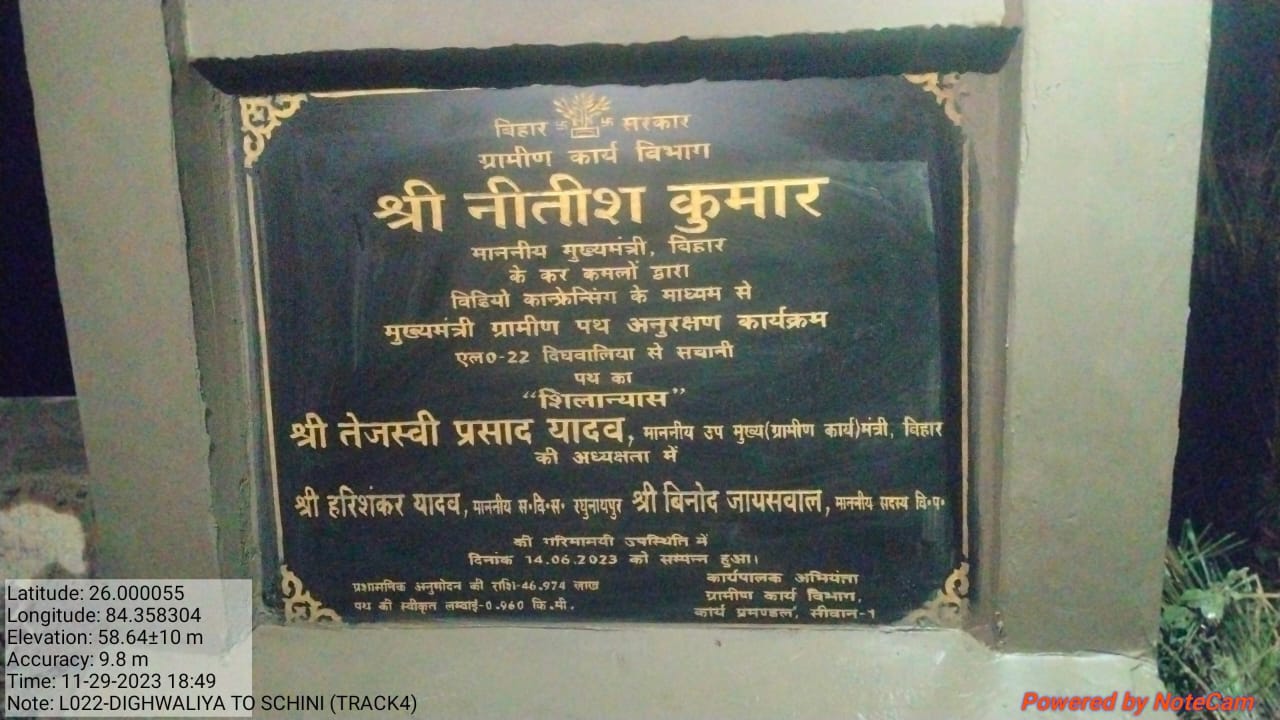 बिहार सरकार
ग्रामीण कार्य विभाग
श्री नीतीश कुमार
माननीय मुख्यमंत्री, बिहार
के कर कमलों द्वारा
विडियो कान्फ्रेन्सिंग के माध्यम से
मुख्यमंत्री ग्रामीण पथ अनुरक्षण कार्यक्रम
एल०-22 दिघवालिया से सचानी
पथ का
“शिलान्यास”
श्री तेजस्वी प्रसाद यादव, माननीय उप मुख्य(ग्रामीण कार्य)मंत्री, बिहार
की अध्यक्षता में
श्री हरिशंकर यादव, माननीय स॰वि॰स॰ रघुनाथपुर श्री बिनोद जायसवाल, माननीय सदस्य वि॰प॰
की गरिमामयी उपस्थिति में
दिनांक 14.06.2023 को सम्पन्न हुआ।
प्रशासनिक अनुमोदन की राशि-46.974 लाख
पथ की स्वीकृत लम्बाई-0.960 कि.मी.
कार्यपालक अभियंता
ग्रामीण कार्य विभाग,
कार्य प्रमण्डल, सीवान-1
Latitude: 26.000055
Longitude: 84.358304
Elevation: 58.64±10 m
Accuracy: 9.8 m
Time: 11-29-2023 18:49
Note: L022-DIGHWALIYA TO SCHINI (TRACK4)
Powered by NoteCam